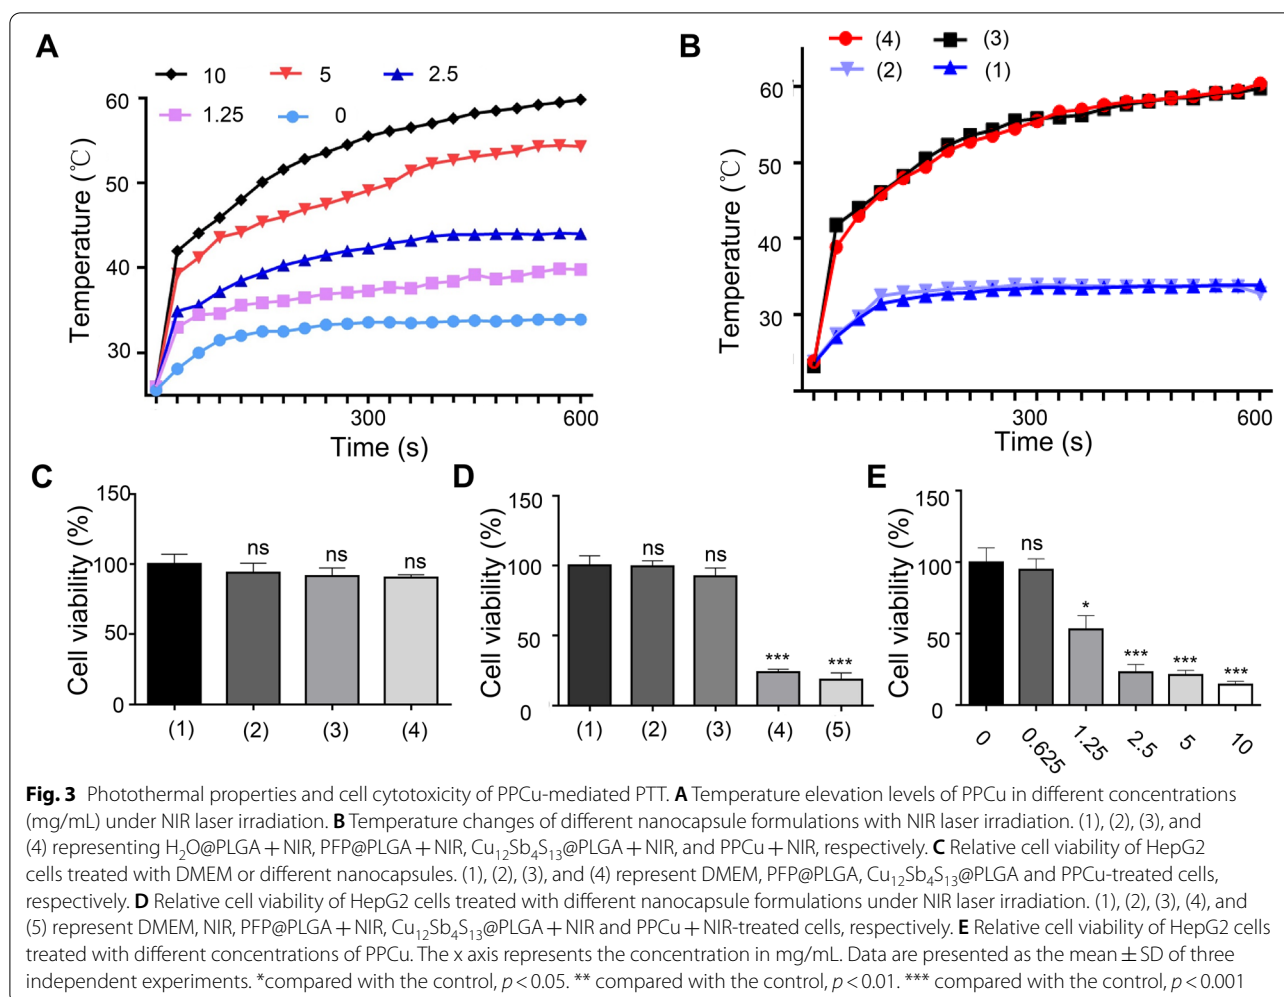 A
10
5
2.5
1.25
0
60
50
40
30
Temperature (℃)
300
600
Time (s)
B
(4)
(3)
(2)
(1)
60
50
40
30
Temperature (℃)
300
600
Time (s)
C
Cell viability (%)
150
100
50
0
ns
ns
ns
(1)
(2)
(3)
(4)
D
Cell viability (%)
150
100
50
0
ns
ns
***
***
(1)
(2)
(3)
(4)
(5)
E
Cell viability (%)
150
100
50
0
ns
*
***
***
***
0
0.625
1.25
2.5
5
10
Fig. 3 Photothermal properties and cell cytotoxicity of PPCu-mediated PTT. A Temperature elevation levels of PPCu in different concentrations
(mg/mL) under NIR laser irradiation. B Temperature changes of different nanocapsule formulations with NIR laser irradiation. (1), (2), (3), and
(4) representing H₂O@PLGA + NIR, PFP@PLGA + NIR, Cu₁₂Sb₄S₁₃@PLGA + NIR, and PPCu + NIR, respectively. C Relative cell viability of HepG2
cells treated with DMEM or different nanocapsules. (1), (2), (3), and (4) represent DMEM, PFP@PLGA, Cu₁₂Sb₄S₁₃@PLGA and PPCu-treated cells,
respectively. D Relative cell viability of HepG2 cells treated with different nanocapsule formulations under NIR laser irradiation. (1), (2), (3), (4), and
(5) represent DMEM, NIR, PFP@PLGA + NIR, Cu₁₂Sb₄S₁₃@PLGA + NIR and PPCu + NIR-treated cells, respectively. E Relative cell viability of HepG2 cells
treated with different concentrations of PPCu. The x axis represents the concentration in mg/mL. Data are presented as the mean ± SD of three
independent experiments. *compared with the control, p < 0.05. ** compared with the control, p < 0.01. *** compared with the control, p < 0.001